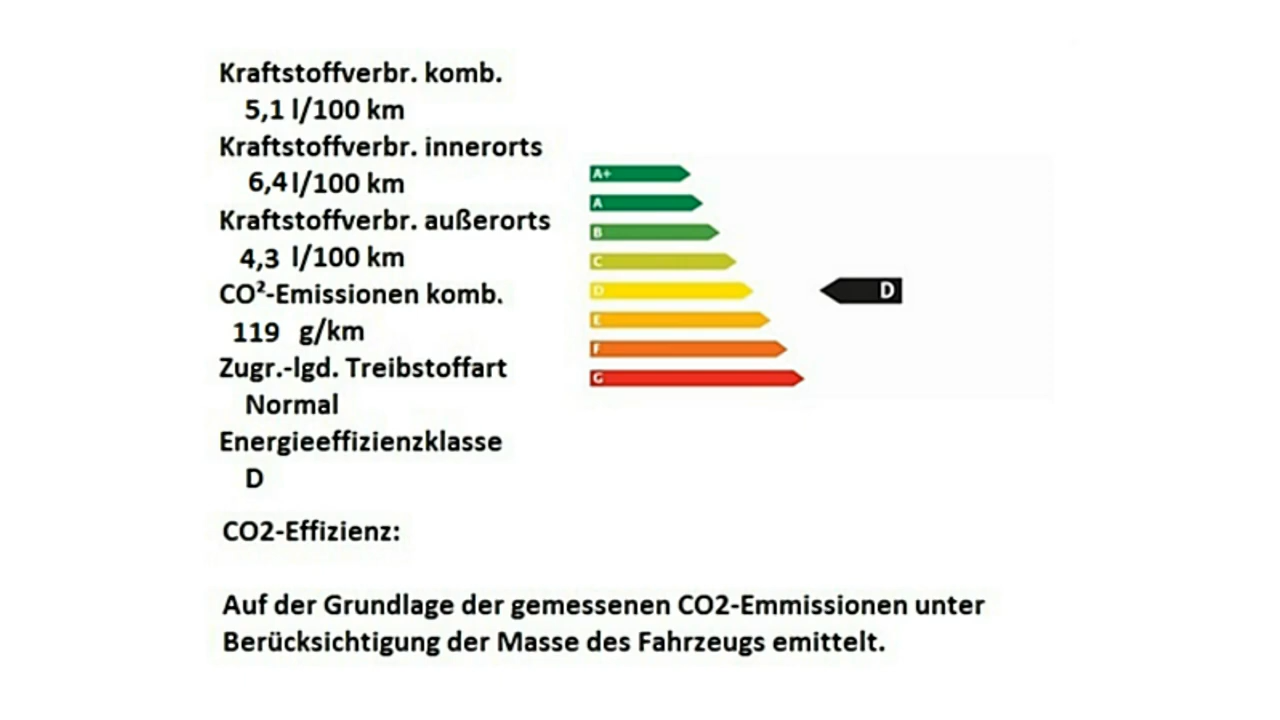 Kraftstoffverbr. komb.
5,1 l/100 km
Kraftstoffverbr. innerorts
6,4 l/100 km
Kraftstoffverbr. außerorts
4,3 l/100 km
CO²-Emissionen komb.
119 g/km
Zugr.-lgd. Treibstoffart
Normal
Energieeffizienzklasse
D
A+
A
B
C
D
E
F
G
D
CO2-Effizienz:
Auf der Grundlage der gemessenen CO2-Emmissionen unter
Berücksichtigung der Masse des Fahrzeugs emittelt.